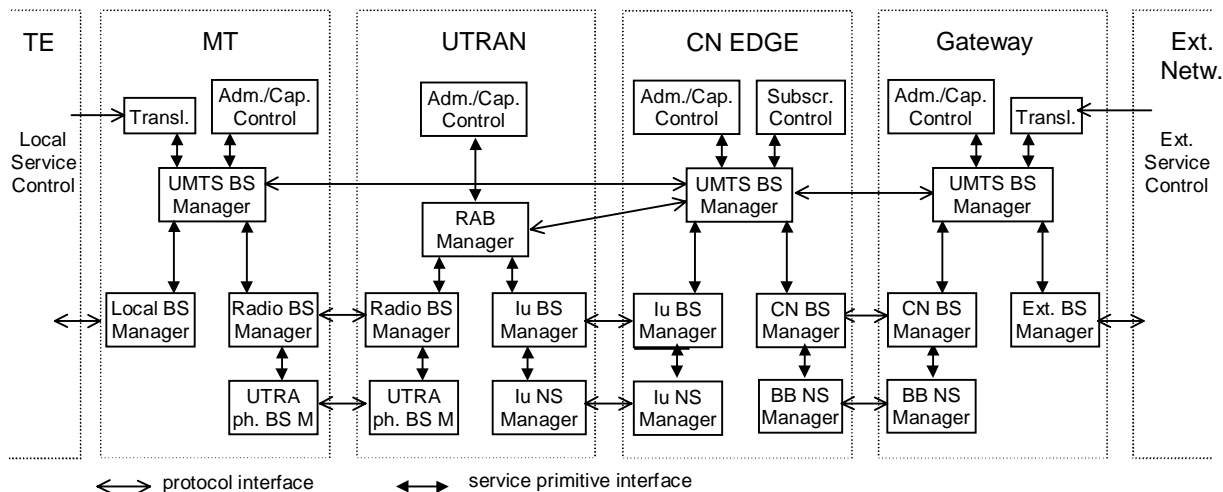 TE
MT
UTRAN
CN EDGE
Gateway
Ext.
Netw.
Local
Service
Control
Transl.
Adm./Cap.
Control
Adm./Cap.
Control
Adm./Cap.
Control
Subscr.
Control
Adm./Cap.
Control
Transl.
Ext.
Service
Control
UMTS BS
Manager
RAB
Manager
UMTS BS
Manager
UMTS BS
Manager
Local BS
Manager
Radio BS
Manager
Radio BS
Manager
Iu BS
Manager
Iu BS
Manager
CN BS
Manager
CN BS
Manager
Ext. BS
Manager
UTRA
ph. BS M
UTRA
ph. BS M
Iu NS
Manager
Iu NS
Manager
BB NS
Manager
BB NS
Manager
protocol interface
service primitive interface